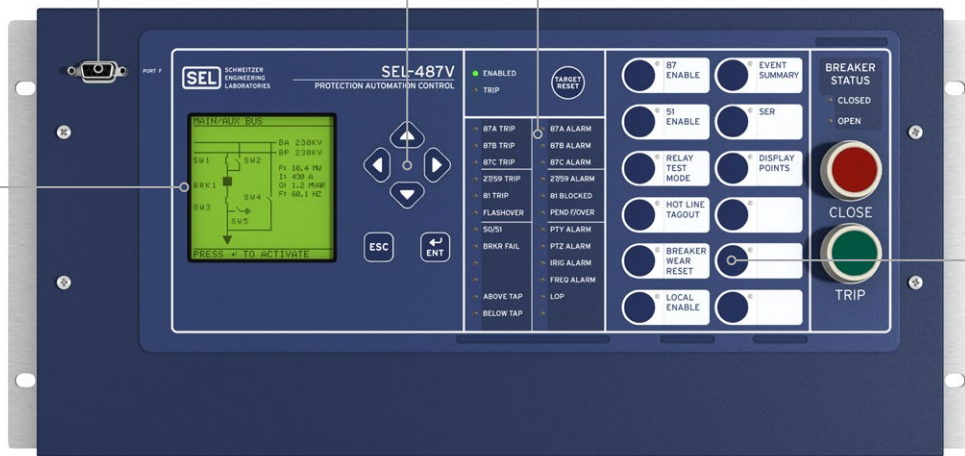 PORT F
SEL
SCHWEITZER
ENGINEERING
LABORATORIES
SEL-487V
PROTECTION AUTOMATION CONTROL
MAIN/AUX BUS
BA 230KV
BP 230KV
SW1
SW2
P: 10.4 MW
I: 430 A
Q: 1.2 MVAR
F: 60.1 HZ
BRK1
SW4
SW3
SW5
PRESS ↵ TO ACTIVATE
ESC
ENT
ENABLED
TRIP
TARGET
RESET
87A TRIP
87B TRIP
87C TRIP
27/59 TRIP
81 TRIP
FLASHOVER
50/51
BRKR FAIL
ABOVE TAP
BELOW TAP
87A ALARM
87B ALARM
87C ALARM
27/59 ALARM
81 BLOCKED
PEND F/OVER
PTY ALARM
PTZ ALARM
IRIG ALARM
FREQ ALARM
LOP
87
ENABLE
51
ENABLE
RELAY
TEST
MODE
HOT LINE
TAGOUT
BREAKER
WEAR
RESET
LOCAL
ENABLE
EVENT
SUMMARY
SER
DISPLAY
POINTS
BREAKER
STATUS
CLOSED
OPEN
CLOSE
TRIP